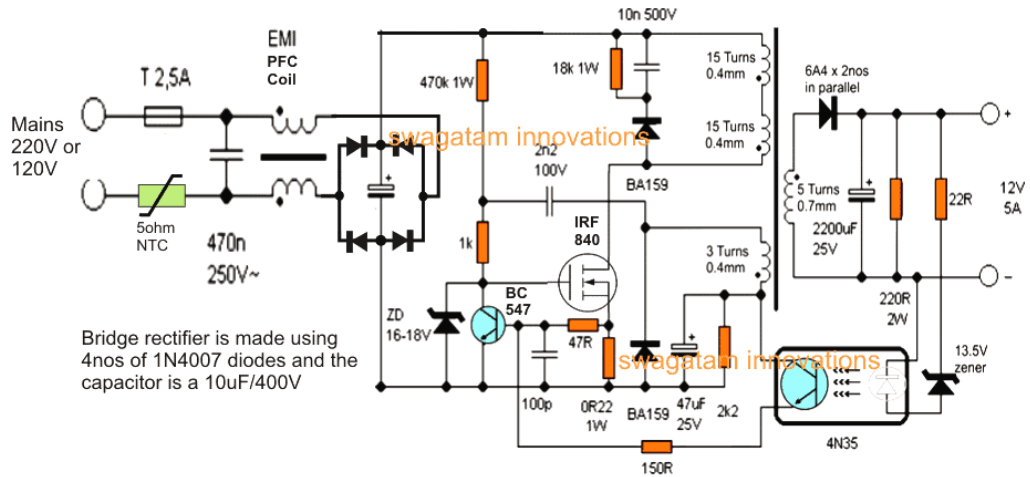 10n 500V
EMI
PFC
Coil
T 2,5A
470k 1W
18k 1W
15 Turns
0.4mm
6A4 x 2nos
in parallel
+
Mains
220V or
120V
swagatam innovations
15 Turns
0.4mm
2n2
100V
BA159
+
+
5 Turns
0.7mm
22R
12V
5A
5ohm
NTC
470n
250V~
1k
IRF
840
3 Turns
0.4mm
2200uF
25V
–
BC
547
ZD
16-18V
+
220R
2W
47R
Bridge rectifier is made using
4nos of 1N4007 diodes and the
capacitor is a 10uF/400V
swagatam innovations
13.5V
zener
100p
0R22
1W
BA159
47uF
25V
2k2
4N35
150R